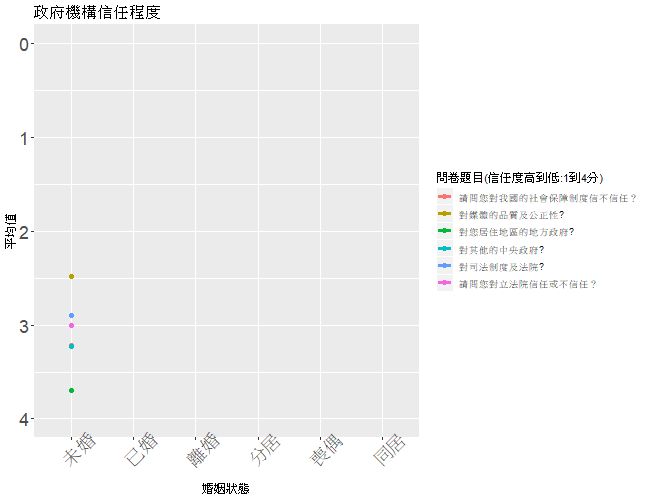 政府機構信任程度
0
1
2
3
4
平均值
未婚
已婚
離婚
分居
喪偶
同居
婚姻狀態
問卷題目(信任度高到低:1到4分)
請問您對我國的社會保障制度信不信任？
對媒體的品質及公正性?
對您居住地區的地方政府?
對其他的中央政府?
對司法制度及法院?
請問您對立法院信任或不信任？